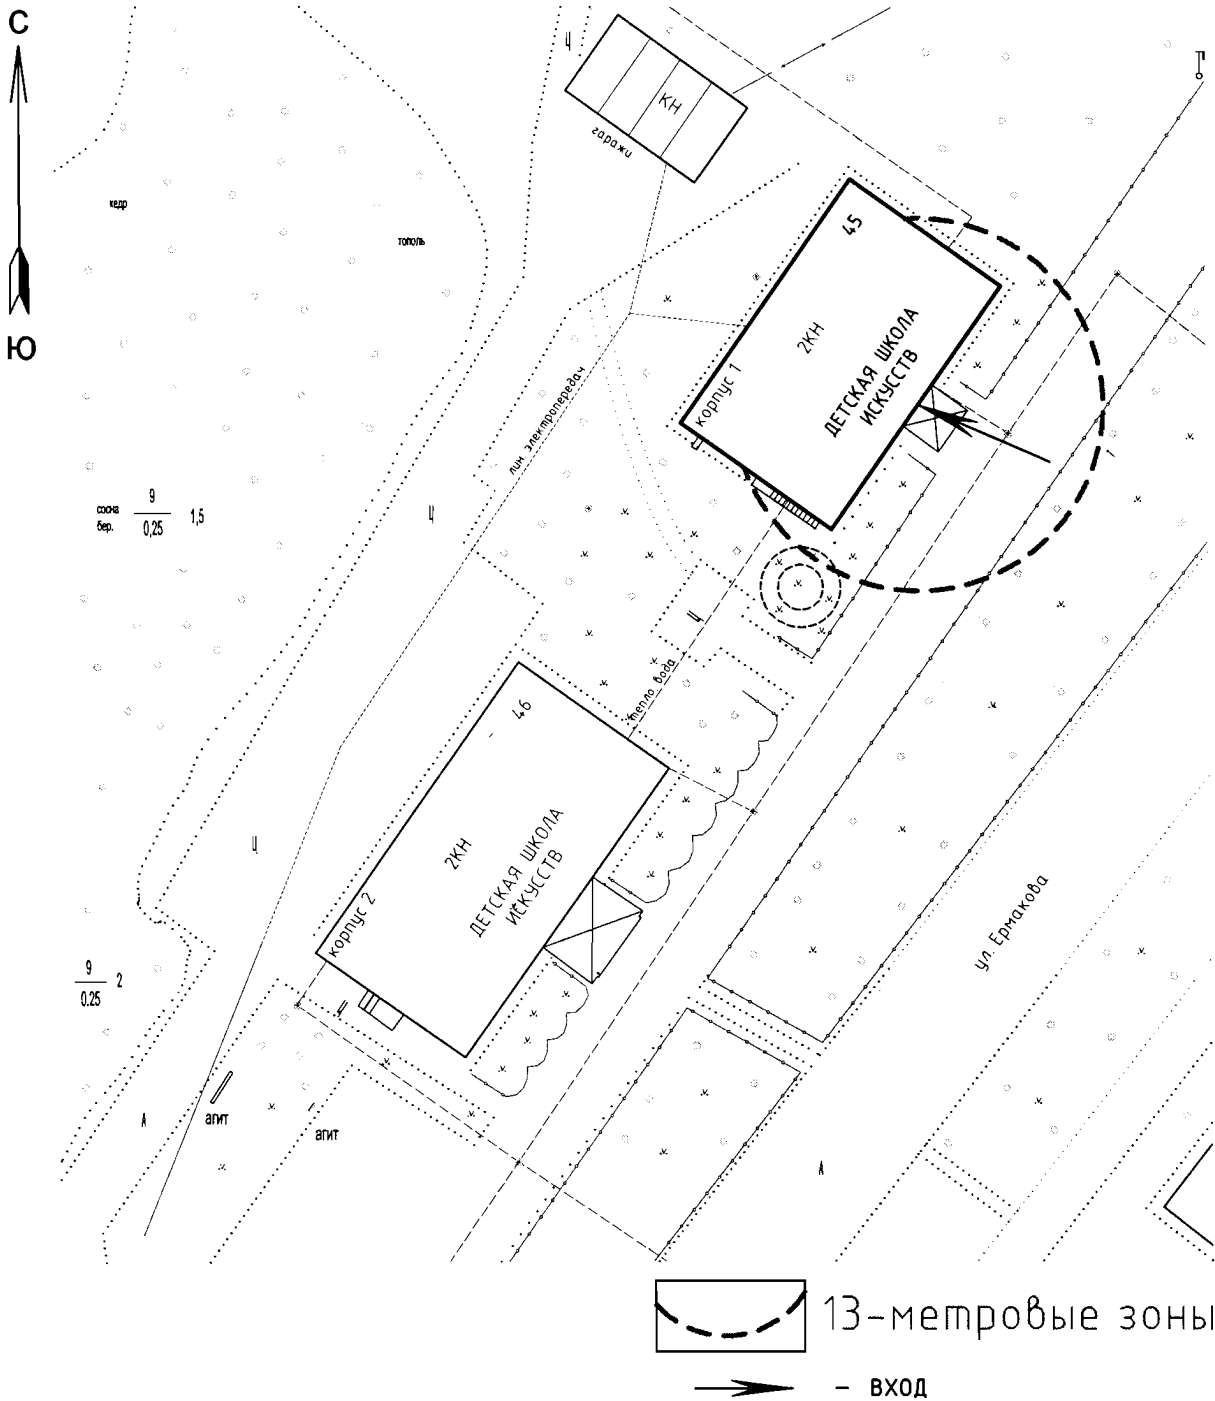 С
Ю
Ц
КН
гаражи
кедр
тополь
45
2КН
корпус 1
ДЕТСКАЯ ШКОЛА
ИСКУССТВ
лин. электропередач
сосна
бер.
9
0,25
1,5
Ц
Ц
тепло вода
46
2КН
корпус 2
ДЕТСКАЯ ШКОЛА
ИСКУССТВ
Ц
ул. Ермакова
9
0.25
2
А
агит
агит
А
13-метровые зоны
- вход